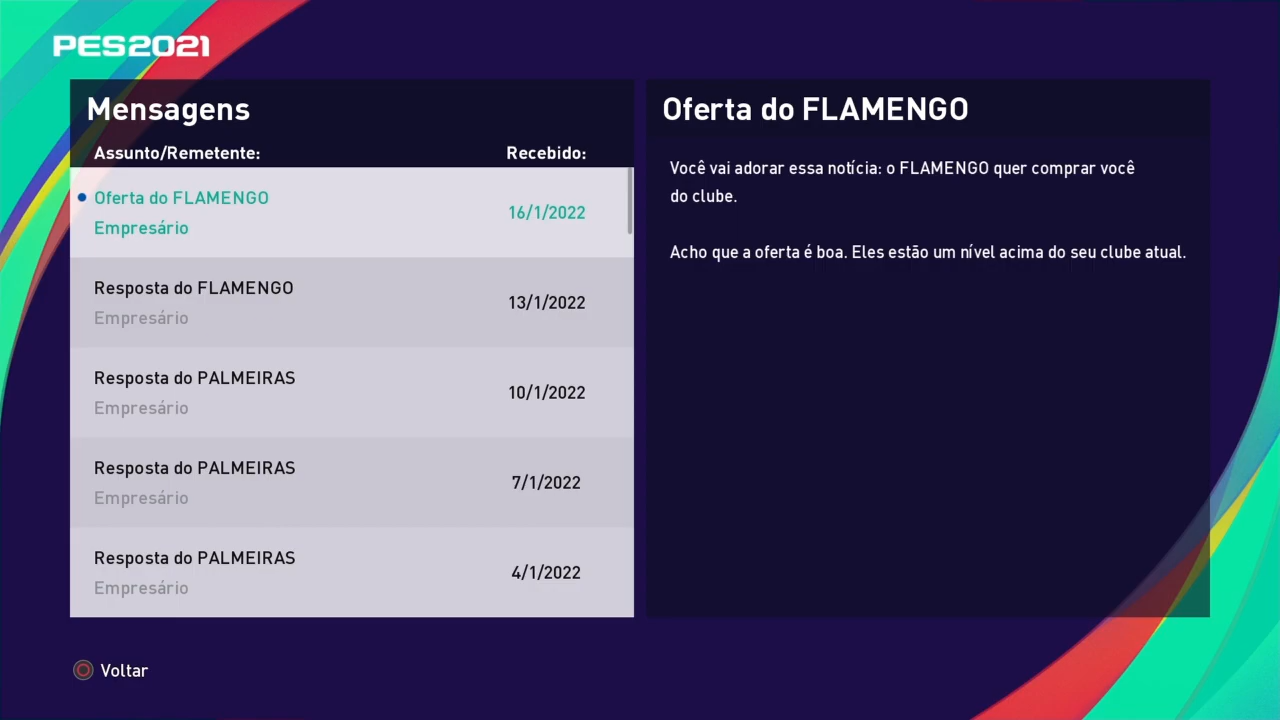 PES2021
Mensagens
Assunto/Remetente: Recebido:
Oferta do FLAMENGO
Empresário
16/1/2022
Resposta do FLAMENGO
Empresário
13/1/2022
Resposta do PALMEIRAS
Empresário
10/1/2022
Resposta do PALMEIRAS
Empresário
7/1/2022
Resposta do PALMEIRAS
Empresário
4/1/2022
Oferta do FLAMENGO
Você vai adorar essa notícia: o FLAMENGO quer comprar você
do clube.
Acho que a oferta é boa. Eles estão um nível acima do seu clube atual.
Voltar